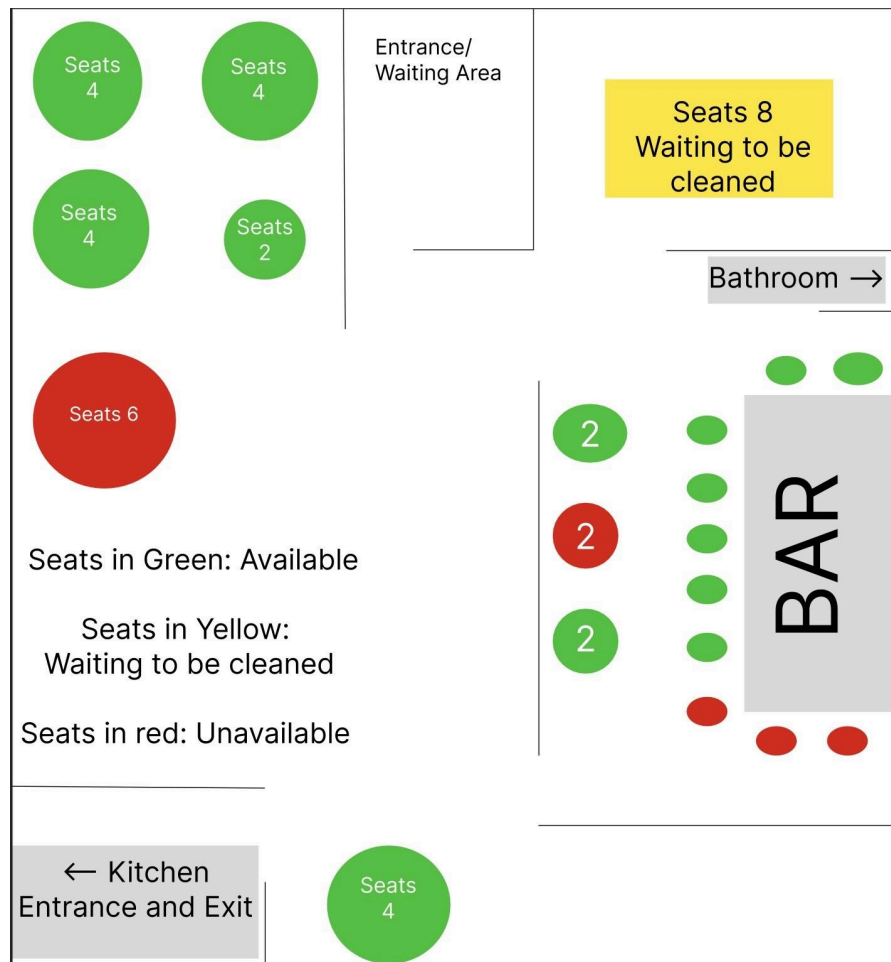 Seats
4
Seats
4
Entrance/
Waiting Area
Seats 8
Waiting to be
cleaned
Seats
4
Seats
2
Bathroom →
Seats 6
2
2
2
BAR
Seats in Green: Available
Seats in Yellow:
Waiting to be cleaned
Seats in red: Unavailable
← Kitchen
Entrance and Exit
Seats
4